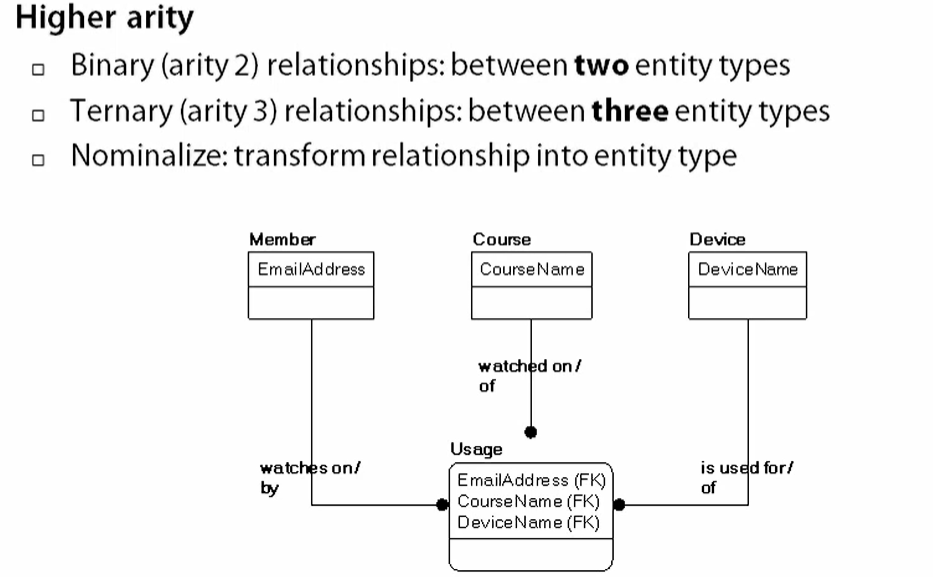 Higher arity
Binary (arity 2) relationships: between two entity types
Ternary (arity 3) relationships: between three entity types
Nominalize: transform relationship into entity type
Member
EmailAddress
Course
CourseName
Device
DeviceName
watched on/
of
watches on/
by
is used for/
of
Usage
EmailAddress (FK)
CourseName (FK)
DeviceName (FK)